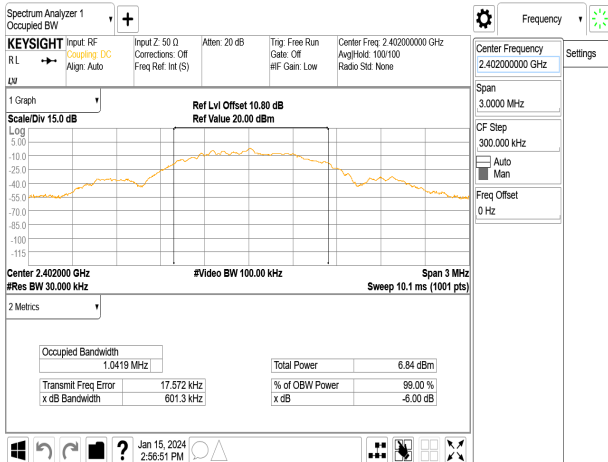 Spectrum Analyzer 1
Occupied BW
Frequency
KEYSIGHT
Input: RF
Coupling: DC
Align: Auto
Input Z: 50 Ω
Corrections: Off
Freq Ref: Int (S)
Atten: 20 dB
Trig: Free Run
Gate: Off
#IF Gain: Low
Center Freq: 2.402000000 GHz
Avg|Hold: 100/100
Radio Std: None
R L
LXI
Center Frequency
2.402000000 GHz
Settings
Span
3.0000 MHz
CF Step
300.000 kHz
Auto
Man
Freq Offset
0 Hz
1 Graph
Scale/Div 15.0 dB
Ref Lvl Offset 10.80 dB
Ref Value 20.00 dBm
Log
5.00
-10.0
-25.0
-40.0
-55.0
-70.0
-85.0
-100
-115
Center 2.402000 GHz
#Video BW 100.00 kHz
Span 3 MHz
#Res BW 30.000 kHz
Sweep 10.1 ms (1001 pts)
2 Metrics
Occupied Bandwidth
1.0419 MHz
Total Power 6.84 dBm
Transmit Freq Error 17.572 kHz
% of OBW Power 99.00 %
x dB Bandwidth 601.3 kHz
x dB -6.00 dB
?
Jan 15, 2024
2:56:51 PM